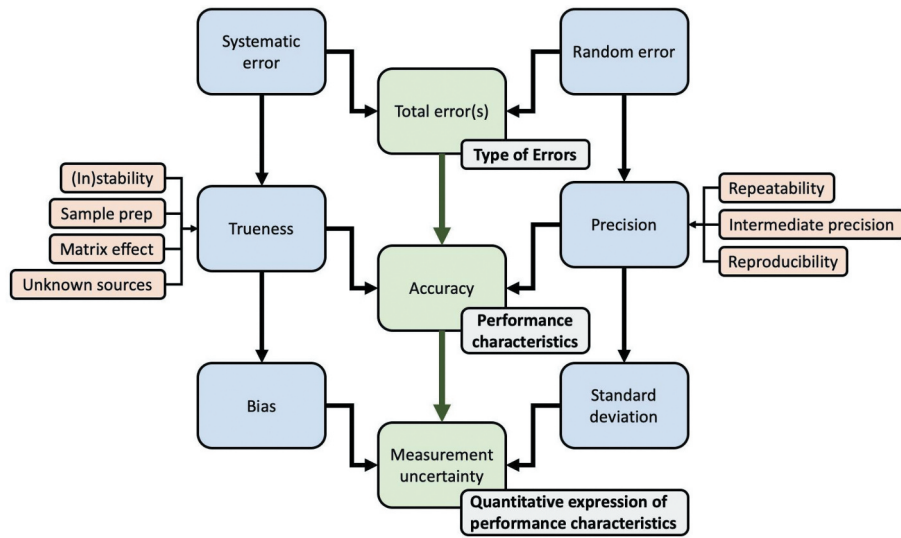 Systematic
error
Random error
Total error(s)
Type of Errors
(In)stability
Sample prep
Matrix effect
Unknown sources
Trueness
Precision
Repeatability
Intermediate precision
Reproducibility
Accuracy
Performance
characteristics
Bias
Standard
deviation
Measurement
uncertainty
Quantitative expression of
performance characteristics